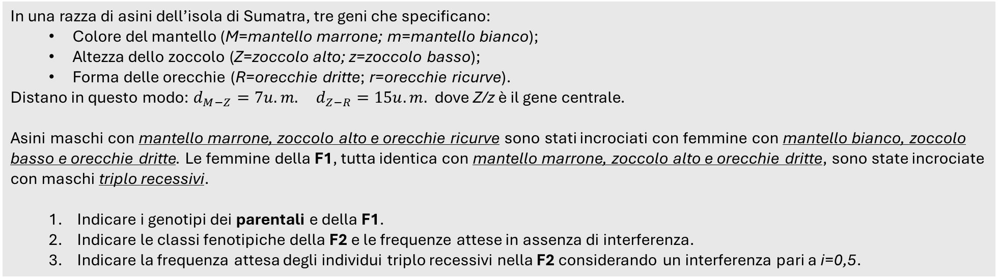 In una razza di asini dell’isola di Sumatra, tre geni che specificano:
• Colore del mantello (M=mantello marrone; m=mantello bianco);
• Altezza dello zoccolo (Z=zoccolo alto; z=zoccolo basso);
• Forma delle orecchie (R=orecchie dritte; r=orecchie ricurve).
Distano in questo modo: d_{M−Z} = 7u.m. d_{Z−R} = 15u.m. dove Z/z è il gene centrale.
Asini maschi con mantello marrone, zoccolo alto e orecchie ricurve sono stati incrociati con femmine con mantello bianco, zoccolo
basso e orecchie dritte. Le femmine della F1, tutta identica con mantello marrone, zoccolo alto e orecchie dritte, sono state incrociate
con maschi triplo recessivi.
1. Indicare i genotipi dei parentali e della F1.
2. Indicare le classi fenotipiche della F2 e le frequenze attese in assenza di interferenza.
3. Indicare la frequenza attesa degli individui triplo recessivi nella F2 considerando un interferenza pari a i=0,5.